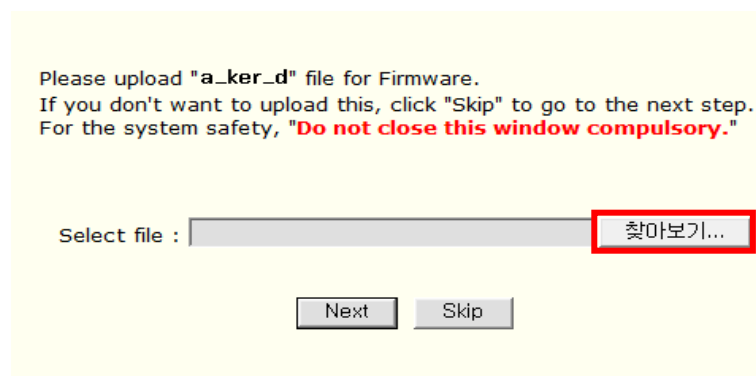 Please upload "a_ker_d" file for Firmware.
If you don't want to upload this, click "Skip" to go to the next step.
For the system safety, "Do not close this window compulsory."
Select file : 찾아보기...
Next Skip